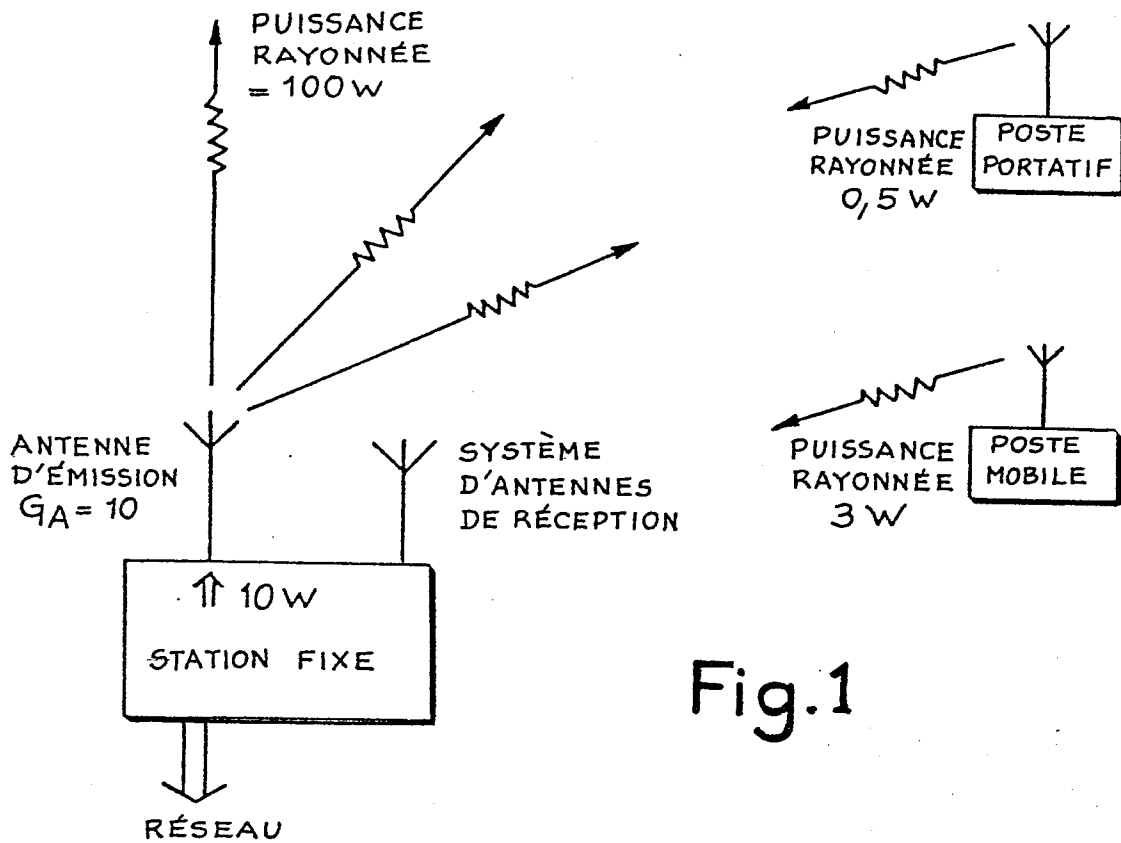 PUISSANCE
RAYONNÉE
= 100 W
PUISSANCE
RAYONNÉE
0,5 W
POSTE
PORTATIF
ANTENNE
D'ÉMISSION
GA = 10
SYSTÈME
D'ANTENNES
DE RÉCEPTION
PUISSANCE
RAYONNÉE
3 W
POSTE
MOBILE
⇑ 10 W
STATION FIXE
RÉSEAU
Fig.1